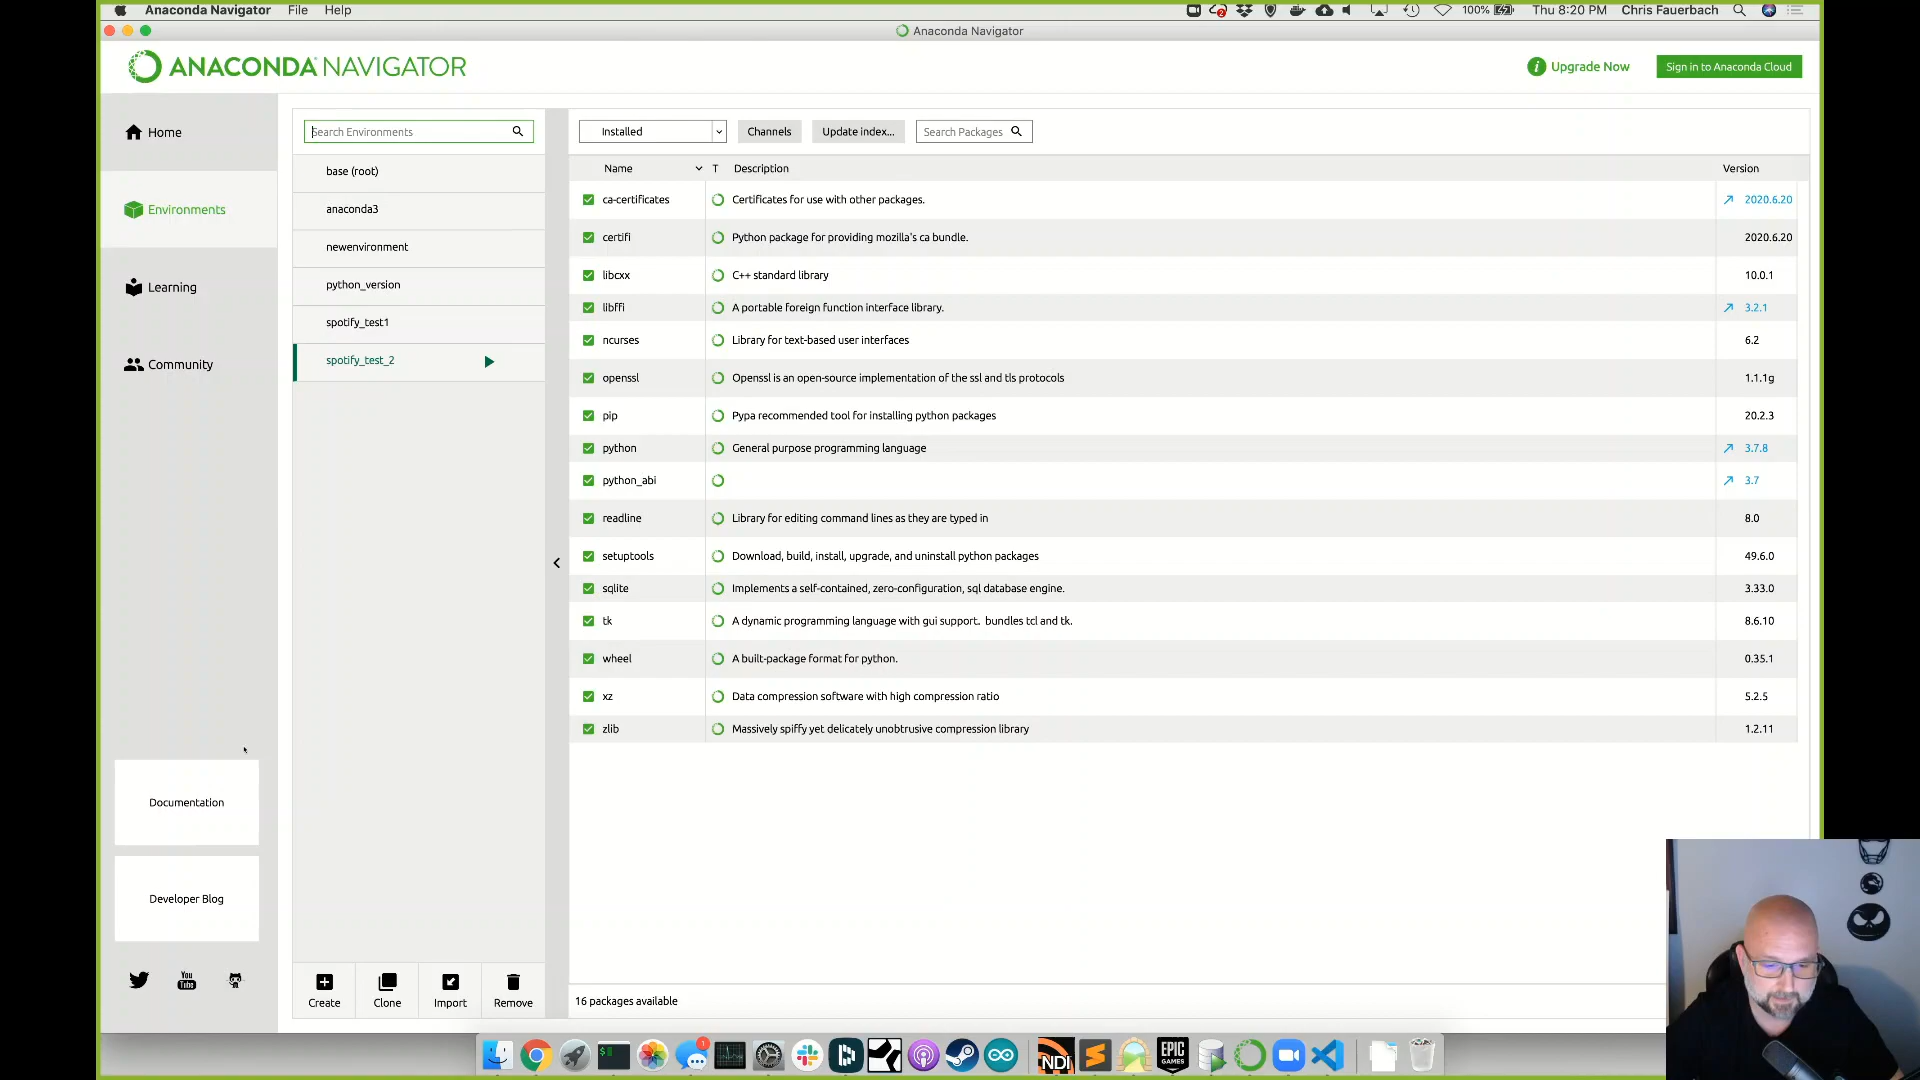 Anaconda Navigator File Help
100% Thu 8:20 PM Chris Fauerbach
Anaconda Navigator
ANACONDA NAVIGATOR
Upgrade Now
Sign in to Anaconda Cloud
Home
Environments
Learning
Community
Documentation
Developer Blog
You Tube
Search Environments
base (root)
anaconda3
newenvironment
python_version
spotify_test1
spotify_test_2
Create Clone Import Remove
Installed Channels Update index... Search Packages
Name T Description Version
ca-certificates Certificates for use with other packages. 2020.6.20
certifi Python package for providing mozilla's ca bundle. 2020.6.20
libcxx C++ standard library 10.0.1
libffi A portable foreign function interface library. 3.2.1
ncurses Library for text-based user interfaces 6.2
openssl Openssl is an open-source implementation of the ssl and tls protocols 1.1.1g
pip Pypa recommended tool for installing python packages 20.2.3
python General purpose programming language 3.7.8
python_abi 3.7
readline Library for editing command lines as they are typed in 8.0
setuptools Download, build, install, upgrade, and uninstall python packages 49.6.0
sqlite Implements a self-contained, zero-configuration, sql database engine. 3.33.0
tk A dynamic programming language with gui support. bundles tcl and tk. 8.6.10
wheel A built-package format for python. 0.35.1
xz Data compression software with high compression ratio 5.2.5
zlib Massively spiffy yet delicately unobtrusive compression library 1.2.11
16 packages available
1
NDI
EPIC
GAMES